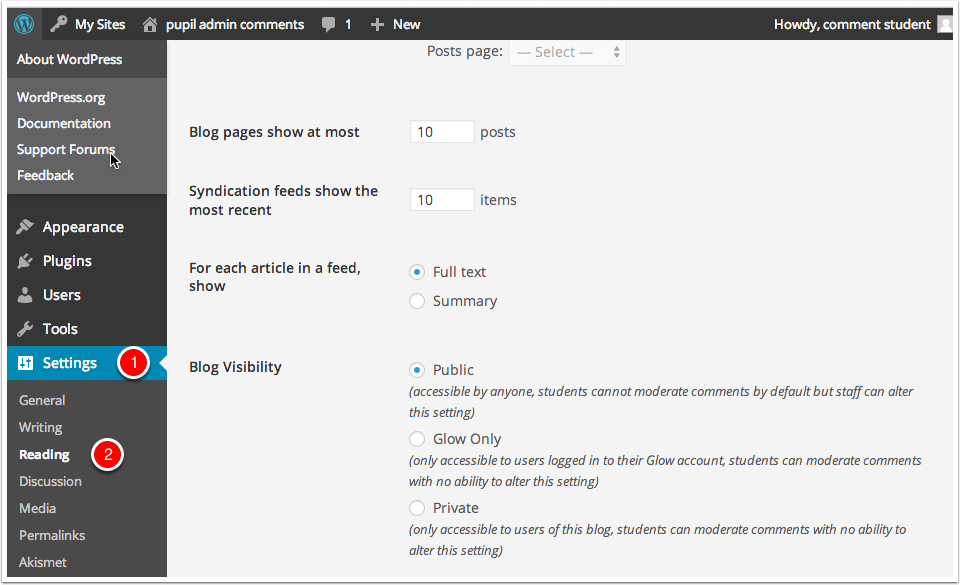 My Sites
pupil admin comments
1
New
Howdy, comment student
About WordPress
WordPress.org
Documentation
Support Forums
Feedback
Appearance
Plugins
Users
Tools
Settings
1
General
Writing
Reading
2
Discussion
Media
Permalinks
Akismet
Posts page:
— Select —
Blog pages show at most
10
posts
Syndication feeds show the
most recent
10
items
For each article in a feed,
show
Full text
Summary
Blog Visibility
Public
(accessible by anyone, students cannot moderate comments by default but staff can alter
this setting)
Glow Only
(only accessible to users logged in to their Glow account, students can moderate comments
with no ability to alter this setting)
Private
(only accessible to users of this blog, students can moderate comments with no ability to
alter this setting)